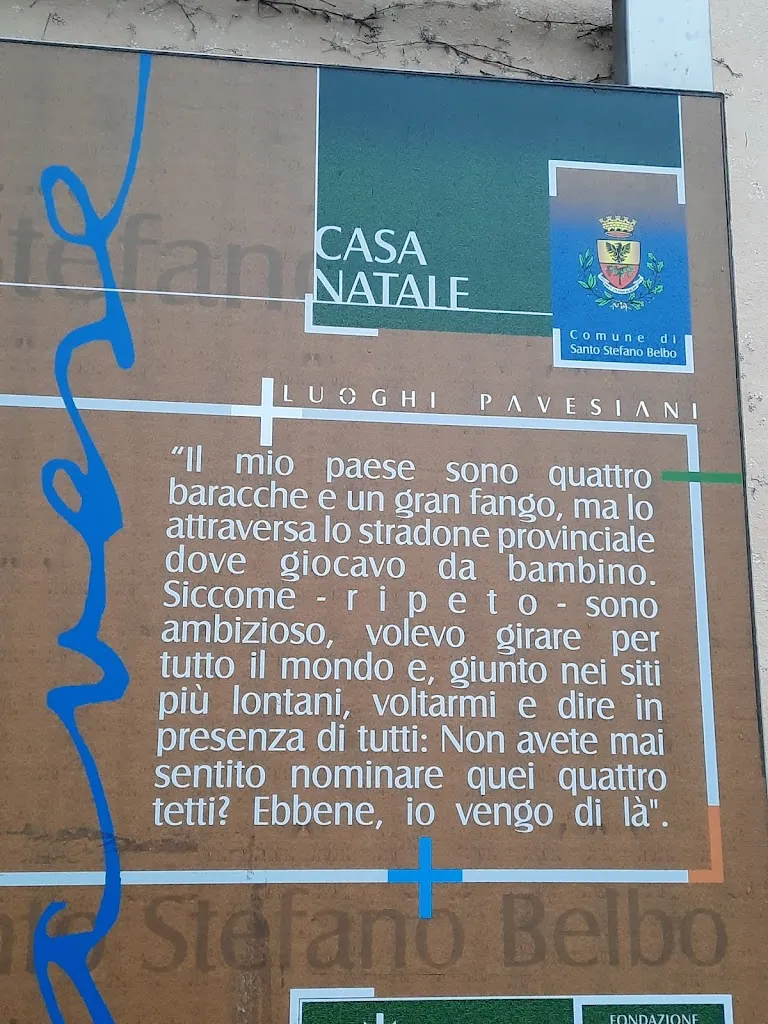 Stefano
CASA
NATALE
Comune di
Santo Stefano Belbo
LUOGHI PAVESIANI
“Il mio paese sono quattro
baracche e un gran fango, ma lo
attraversa lo stradone provinciale
dove giocavo da bambino.
Siccome - ripeto - sono
ambizioso, volevo girare per
tutto il mondo e, giunto nei siti
più lontani, voltarmi e dire in
presenza di tutti: Non avete mai
sentito nominare quei quattro
tetti? Ebbene, io vengo di là".
Santo Stefano Belbo
FONDAZIONE